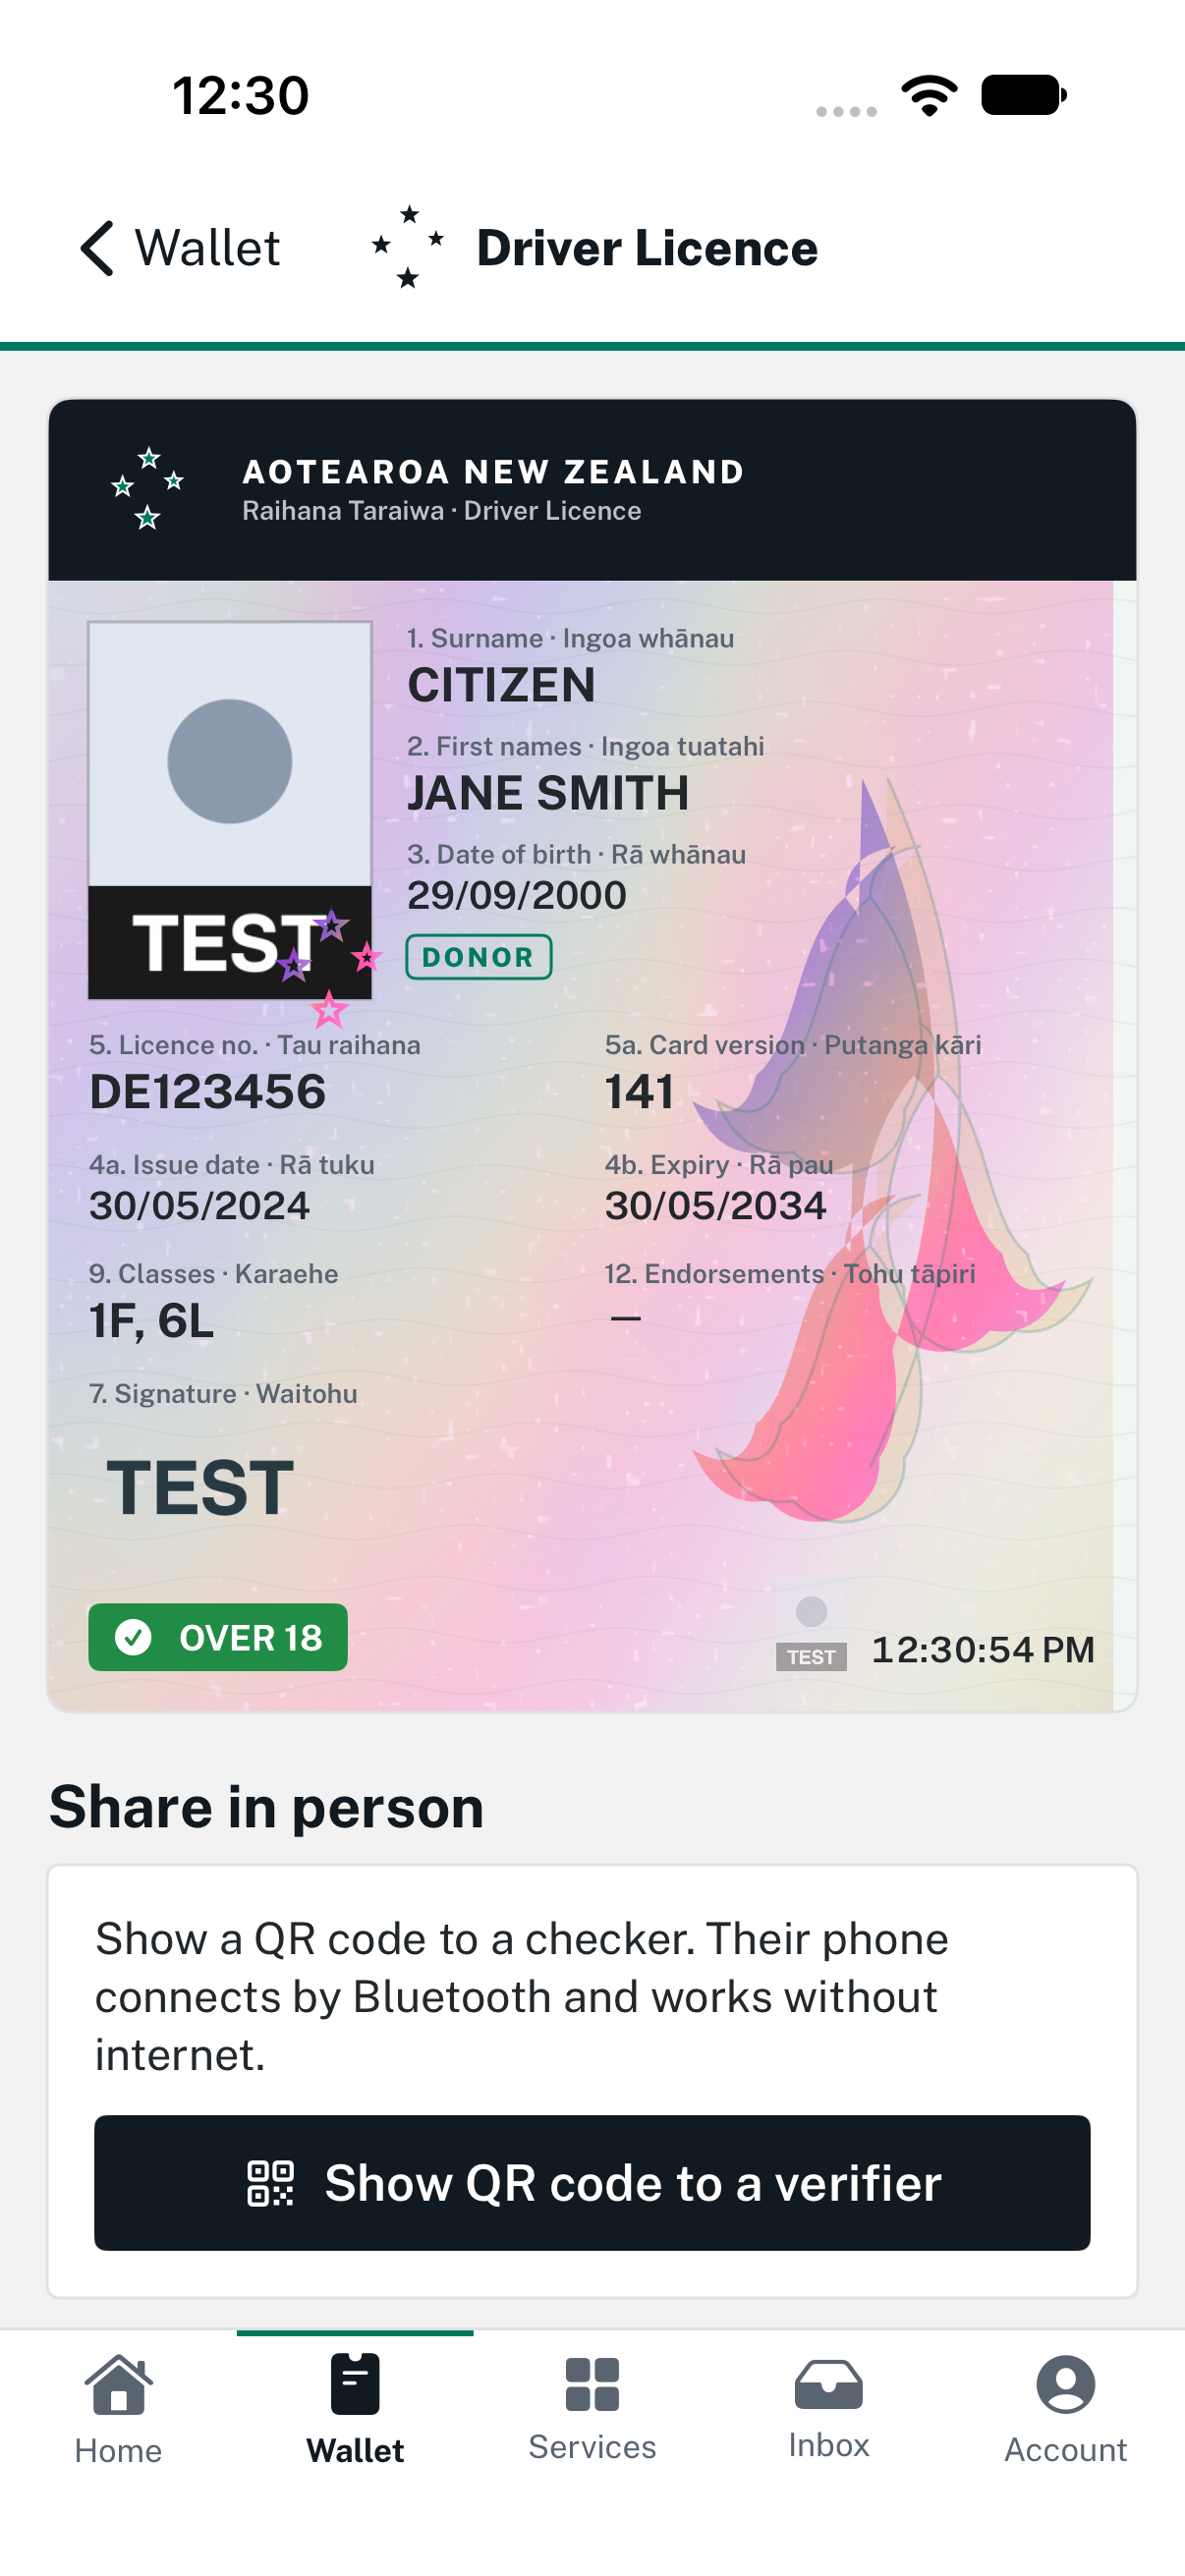 12:30
Wallet
Driver Licence
AOTEAROA NEW ZEALAND
Raihana Taraiwa · Driver Licence
TEST
1. Surname · Ingoa whānau
CITIZEN
2. First names · Ingoa tuatahi
JANE SMITH
3. Date of birth · Rā whānau
29/09/2000
DONOR
5. Licence no. · Tau raihana
DE123456
5a. Card version · Putanga kāri
141
4a. Issue date · Rā tuku
30/05/2024
4b. Expiry · Rā pau
30/05/2034
9. Classes · Karaehe
1F, 6L
12. Endorsements · Tohu tāpiri
—
7. Signature · Waitohu
TEST
OVER 18
TEST
12:30:54 PM
Share in person
Show a QR code to a checker. Their phone
connects by Bluetooth and works without
internet.
Show QR code to a verifier
Home
Wallet
Services
Inbox
Account